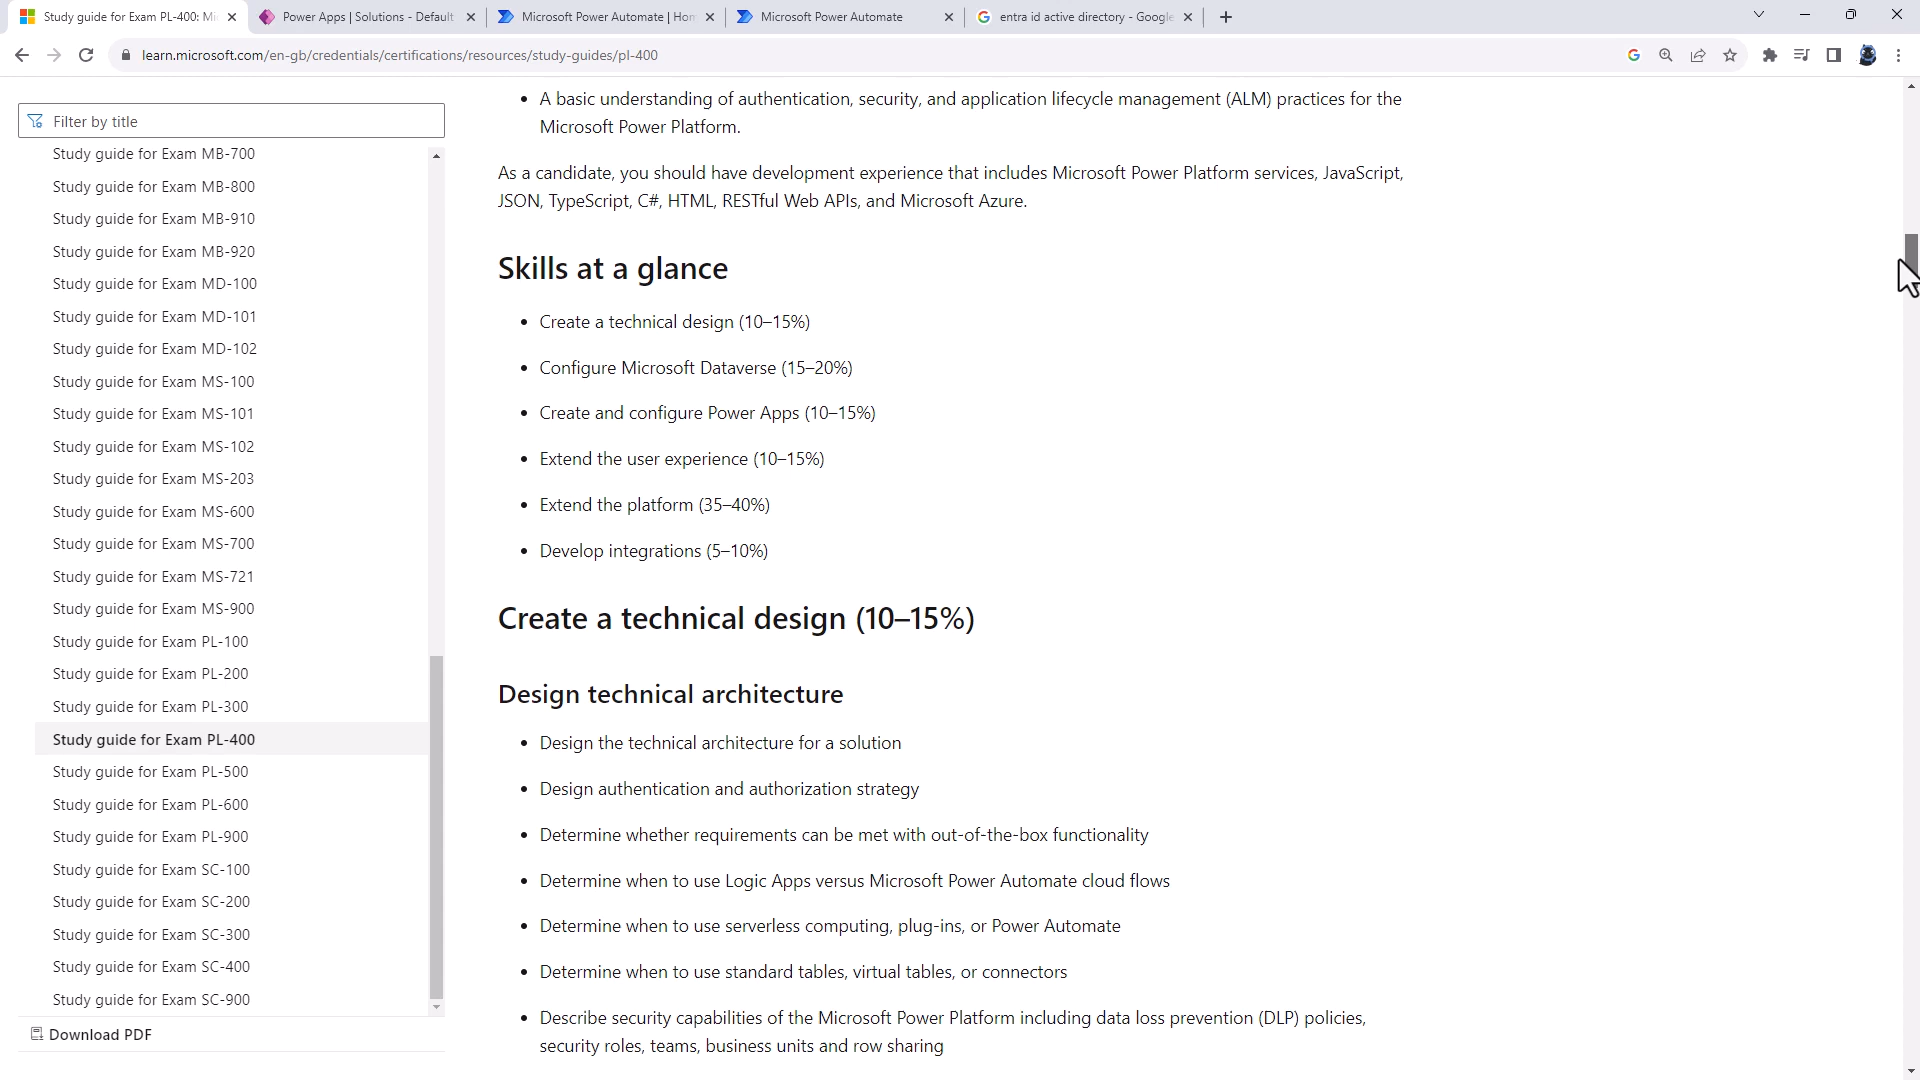 Study guide for Exam PL-400: Mi
Power Apps | Solutions - Default
Microsoft Power Automate | Hom
Microsoft Power Automate
entra id active directory - Google
learn.microsoft.com/en-gb/credentials/certifications/resources/study-guides/pl-400
Filter by title
Study guide for Exam MB-700
Study guide for Exam MB-800
Study guide for Exam MB-910
Study guide for Exam MB-920
Study guide for Exam MD-100
Study guide for Exam MD-101
Study guide for Exam MD-102
Study guide for Exam MS-100
Study guide for Exam MS-101
Study guide for Exam MS-102
Study guide for Exam MS-203
Study guide for Exam MS-600
Study guide for Exam MS-700
Study guide for Exam MS-721
Study guide for Exam MS-900
Study guide for Exam PL-100
Study guide for Exam PL-200
Study guide for Exam PL-300
Study guide for Exam PL-400
Study guide for Exam PL-500
Study guide for Exam PL-600
Study guide for Exam PL-900
Study guide for Exam SC-100
Study guide for Exam SC-200
Study guide for Exam SC-300
Study guide for Exam SC-400
Study guide for Exam SC-900
Download PDF
• A basic understanding of authentication, security, and application lifecycle management (ALM) practices for the
Microsoft Power Platform.
As a candidate, you should have development experience that includes Microsoft Power Platform services, JavaScript,
JSON, TypeScript, C#, HTML, RESTful Web APIs, and Microsoft Azure.
Skills at a glance
• Create a technical design (10–15%)
• Configure Microsoft Dataverse (15–20%)
• Create and configure Power Apps (10–15%)
• Extend the user experience (10–15%)
• Extend the platform (35–40%)
• Develop integrations (5–10%)
Create a technical design (10–15%)
Design technical architecture
• Design the technical architecture for a solution
• Design authentication and authorization strategy
• Determine whether requirements can be met with out-of-the-box functionality
• Determine when to use Logic Apps versus Microsoft Power Automate cloud flows
• Determine when to use serverless computing, plug-ins, or Power Automate
• Determine when to use standard tables, virtual tables, or connectors
• Describe security capabilities of the Microsoft Power Platform including data loss prevention (DLP) policies,
security roles, teams, business units and row sharing